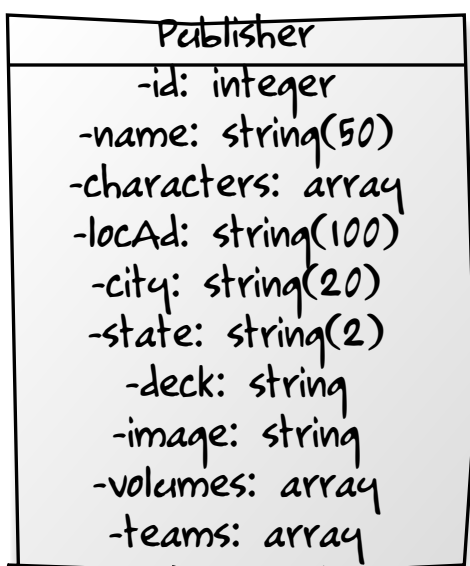 Publisher
-id: integer
-name: string(50)
-characters: array
-locAd: string(100)
-city: string(20)
-state: string(2)
-deck: string
-image: string
-volumes: array
-teams: array